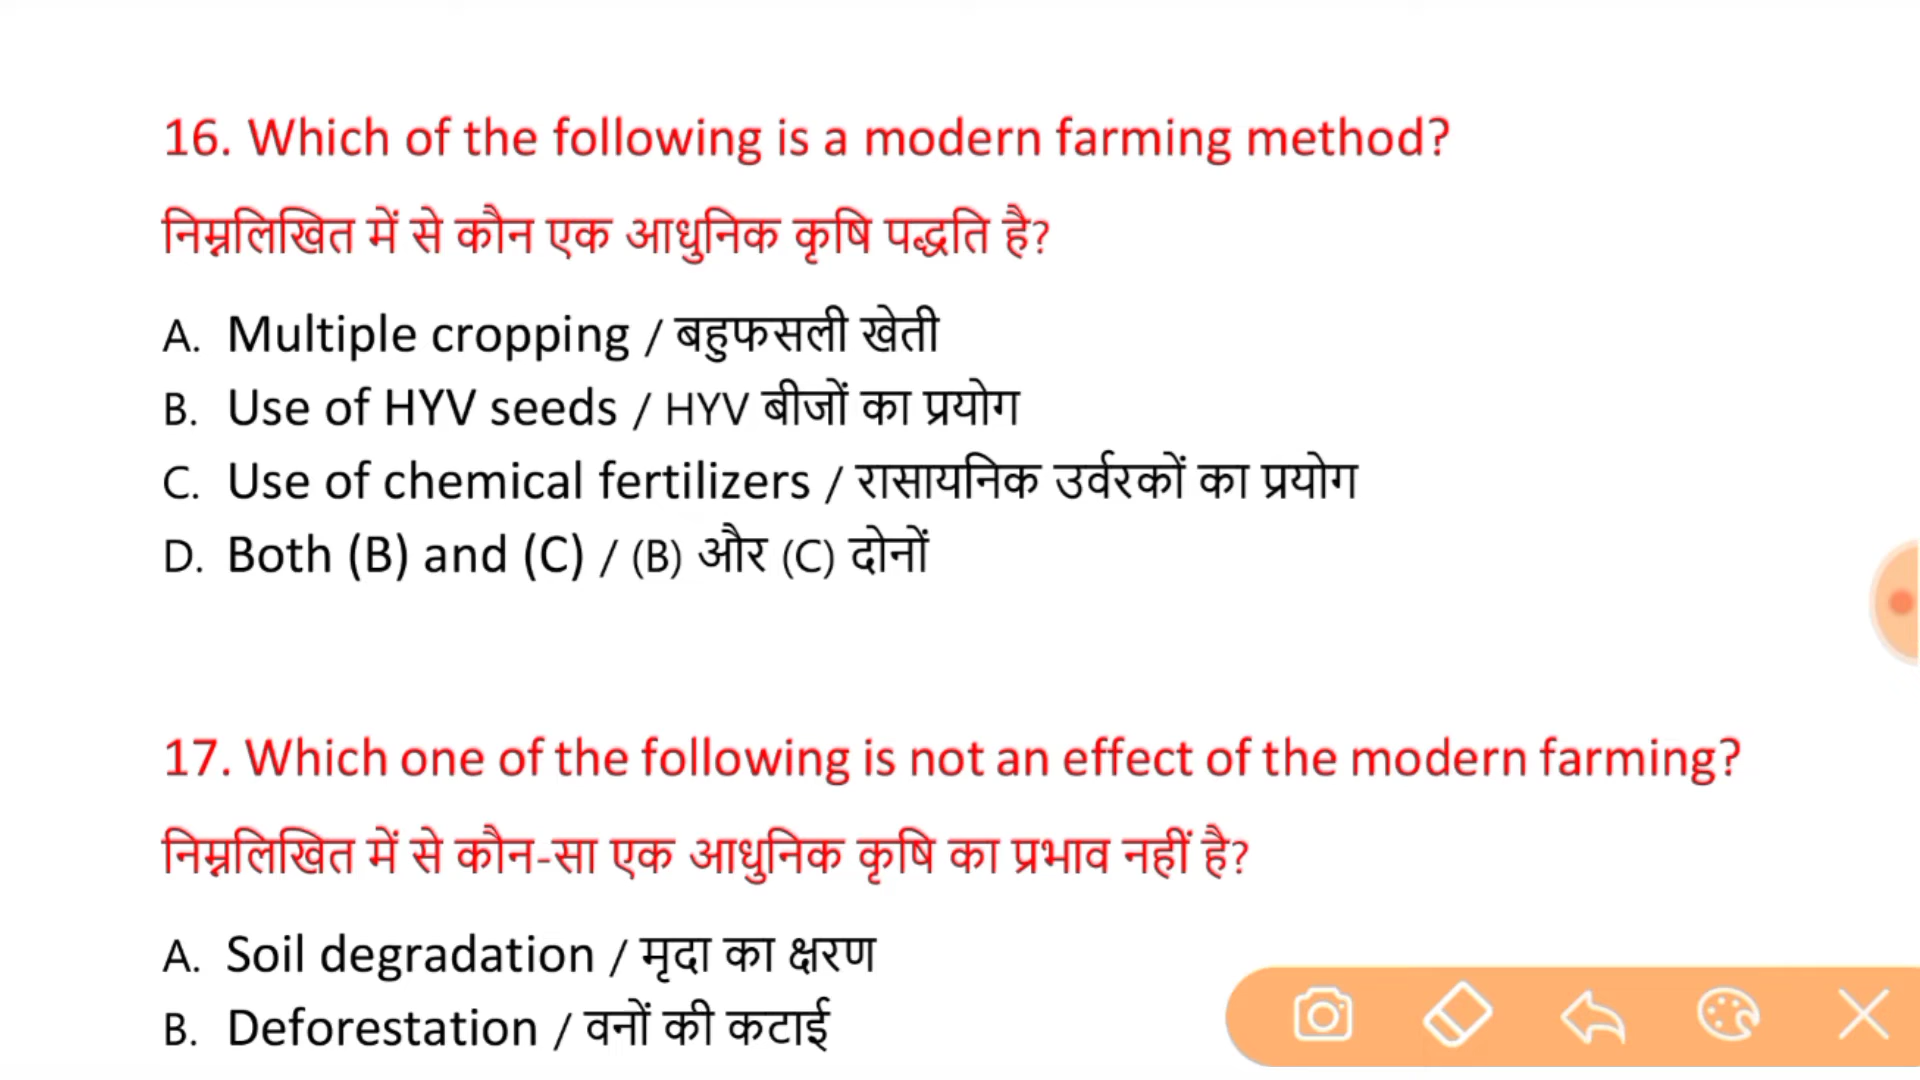 16. Which of the following is a modern farming method?
निम्नलिखित में से कौन एक आधुनिक कृषि पद्धति है?
A. Multiple cropping / बहुफसली खेती
B. Use of HYV seeds / HYV बीजों का प्रयोग
C. Use of chemical fertilizers / रासायनिक उर्वरकों का प्रयोग
D. Both (B) and (C) / (B) और (C) दोनों
17. Which one of the following is not an effect of the modern farming?
निम्नलिखित में से कौन-सा एक आधुनिक कृषि का प्रभाव नहीं है?
A. Soil degradation / मृदा का क्षरण
B. Deforestation / वनों की कटाई